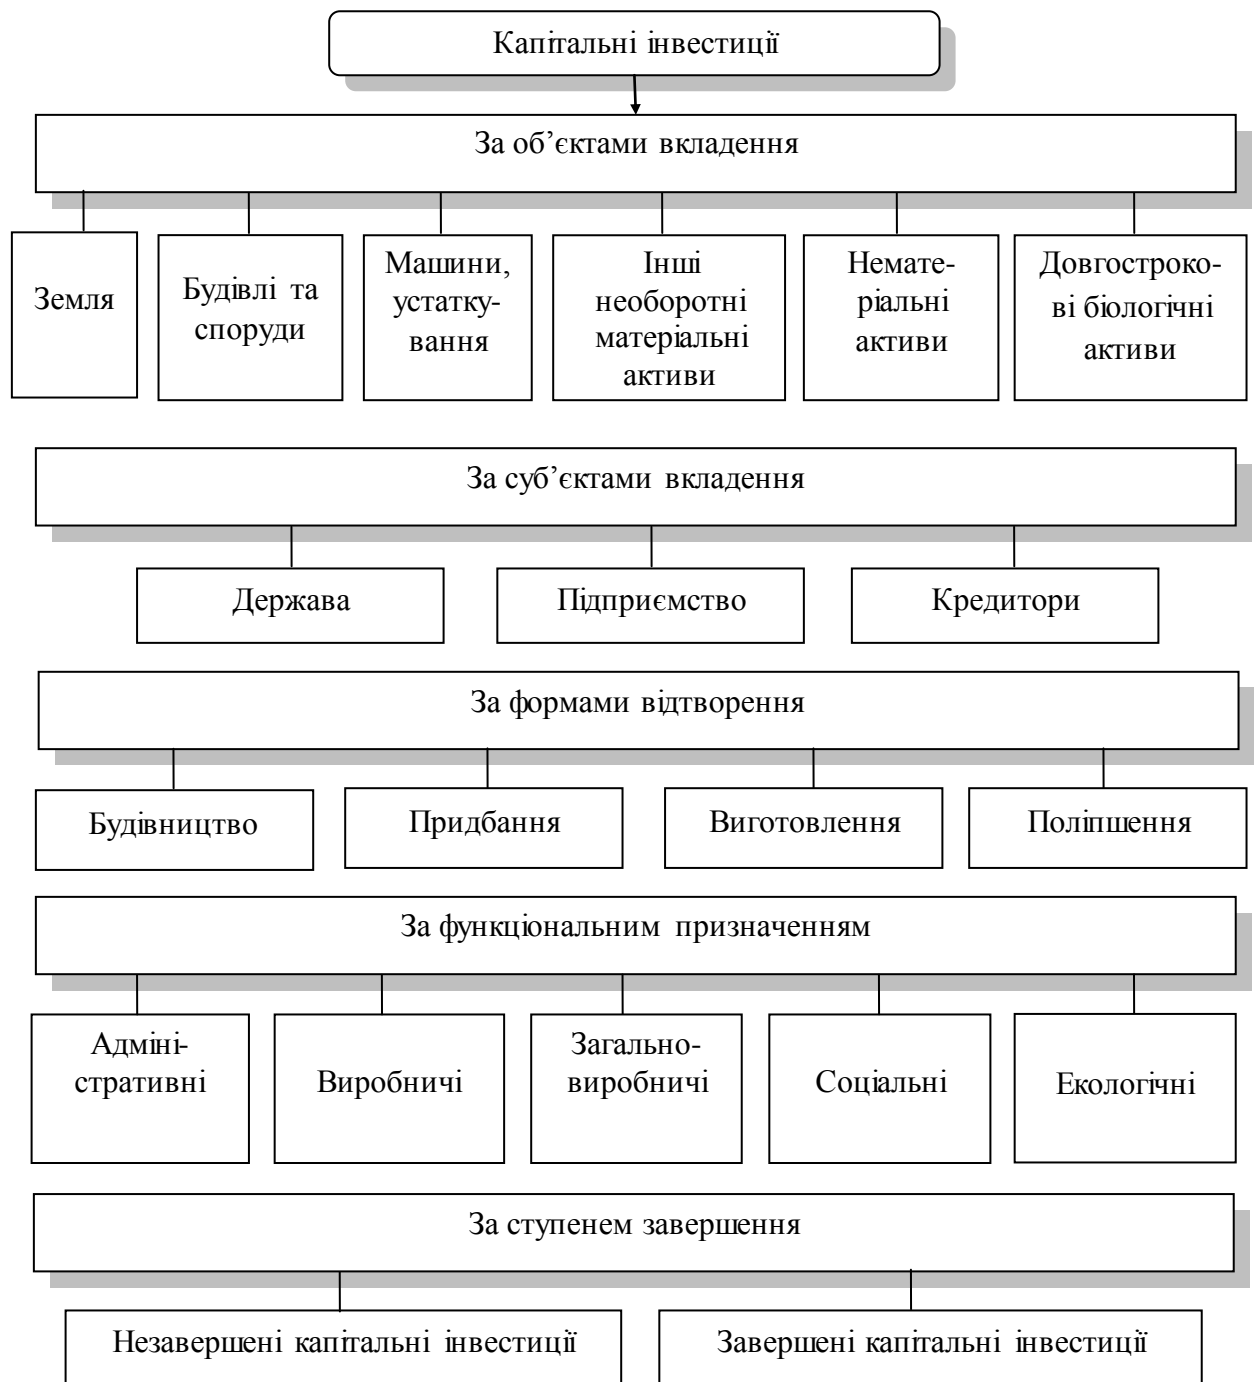 Капітальні інвестиції
За об’єктами вкладення
Земля
Будівлі та
споруди
Машини,
устатку-
вання
Інші
необоротні
матеріальні
активи
Немате-
ріальні
активи
Довгостроко-
ві біологічні
активи
За суб’єктами вкладення
Держава
Підприємство
Кредитори
За формами відтворення
Будівництво
Придбання
Виготовлення
Поліпшення
За функціональним призначенням
Адміні-
стративні
Виробничі
Загально-
виробничі
Соціальні
Екологічні
За ступенем завершення
Незавершені капітальні інвестиції
Завершені капітальні інвестиції